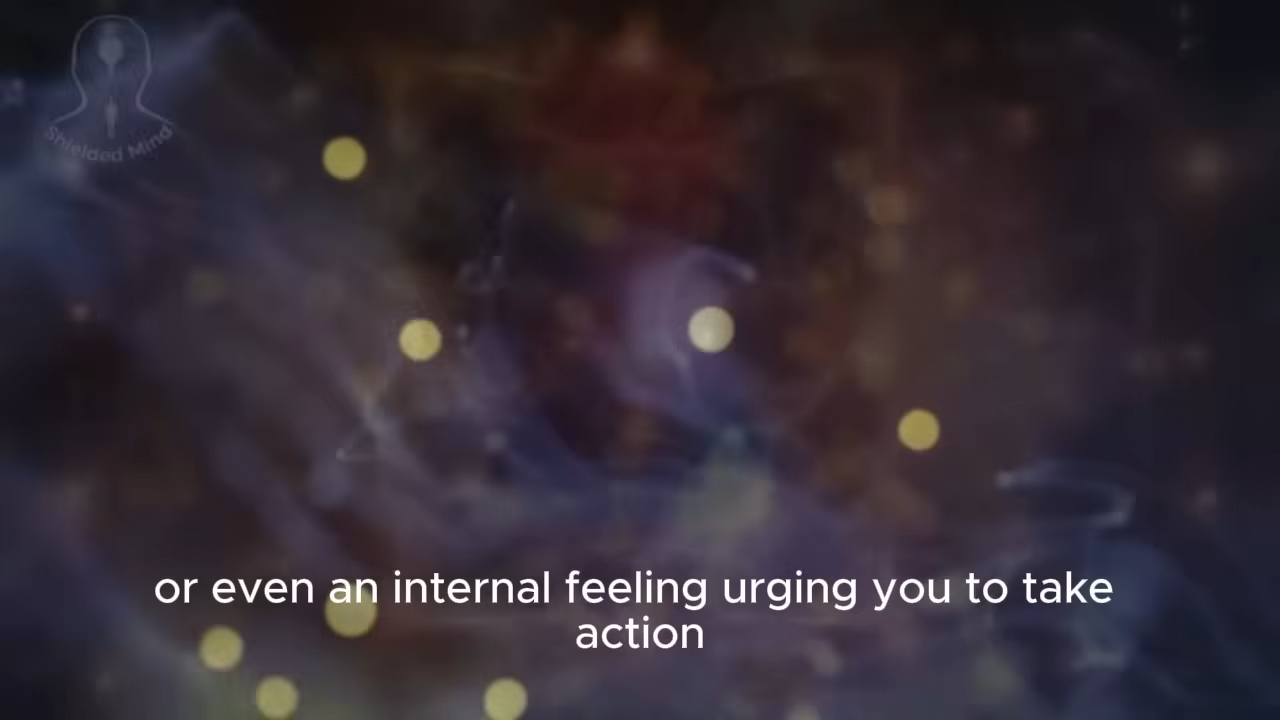 Shielded Mind
or even an internal feeling urging you to take
action